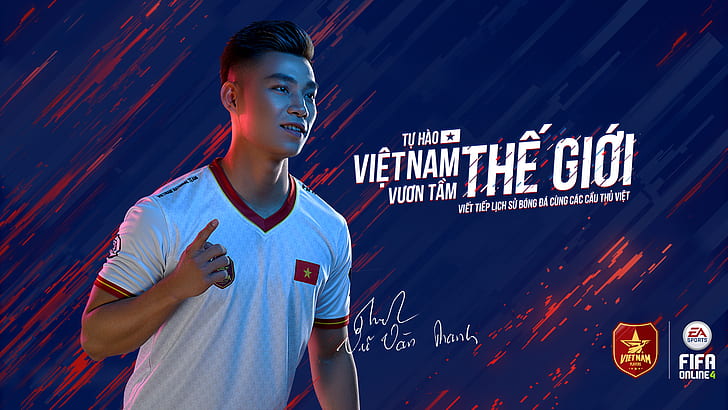 TỰ HÀO
VIỆT NAM
VƯƠN TẦM
THẾ GIỚI
VIẾT TIẾP LỊCH SỬ BÓNG ĐÁ CÙNG CÁC CẦU THỦ VIỆT
Vũ Văn Thanh
VIỆT NAM
PLAYERS
EA
SPORTS
FIFA
ONLINE 4